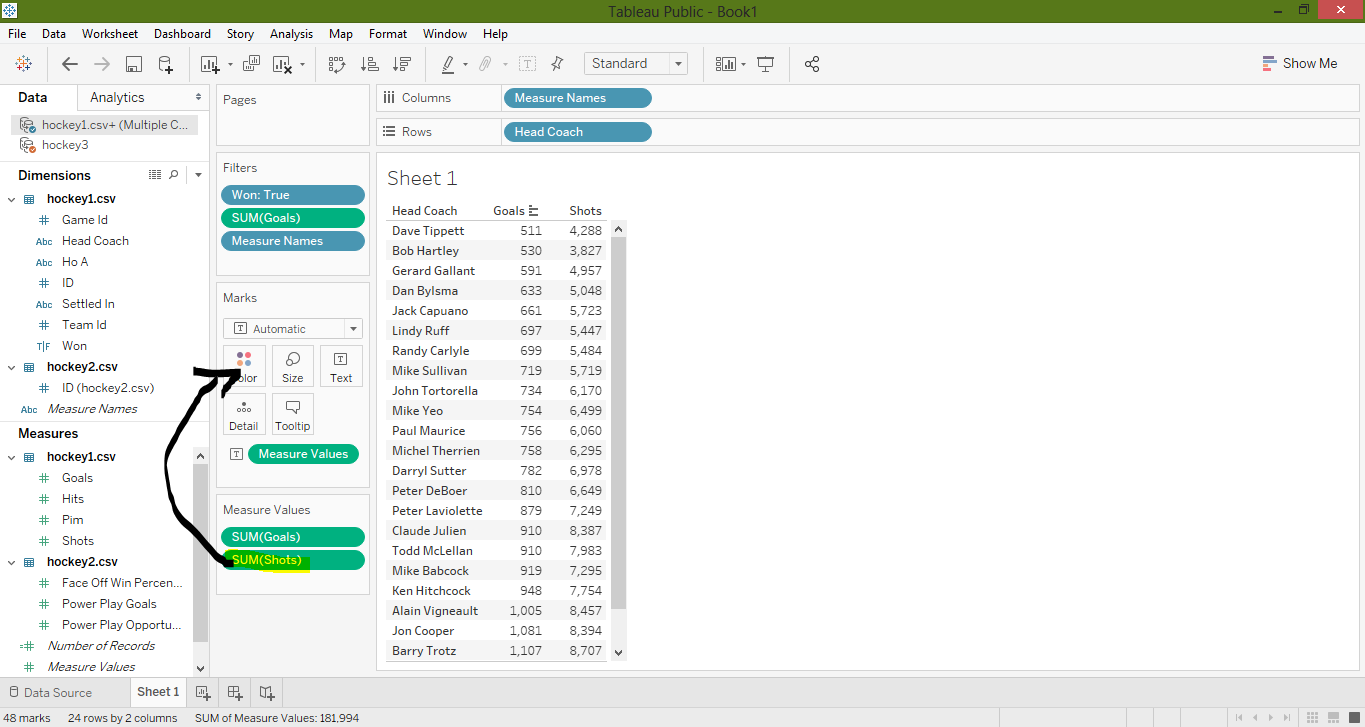 Tableau Public - Book1
File Data Worksheet Dashboard Story Analysis Map Format Window Help
Standard
Show Me
Data Analytics
hockey1.csv+ (Multiple C...
hockey3
Dimensions
hockey1.csv
# Game Id
Abc Head Coach
Abc Ho A
# ID
Abc Settled In
# Team Id
T|F Won
hockey2.csv
# ID (hockey2.csv)
Abc Measure Names
Measures
hockey1.csv
# Goals
# Hits
# Pim
# Shots
hockey2.csv
# Face Off Win Percen...
# Power Play Goals
# Power Play Opportu...
=# Number of Records
# Measure Values
Pages
Filters
Won: True
SUM(Goals)
Measure Names
Marks
T Automatic
Size T Text
Detail Tooltip
T Measure Values
Measure Values
SUM(Goals)
SUM(Shots)
Columns Measure Names
Rows Head Coach
Sheet 1
Head Coach Goals Shots
Dave Tippett 511 4,288
Bob Hartley 530 3,827
Gerard Gallant 591 4,957
Dan Bylsma 633 5,048
Jack Capuano 661 5,723
Lindy Ruff 697 5,447
Randy Carlyle 699 5,484
Mike Sullivan 719 5,719
John Tortorella 734 6,170
Mike Yeo 754 6,499
Paul Maurice 756 6,060
Michel Therrien 758 6,295
Darryl Sutter 782 6,978
Peter DeBoer 810 6,649
Peter Laviolette 879 7,249
Claude Julien 910 8,387
Todd McLellan 910 7,983
Mike Babcock 919 7,295
Ken Hitchcock 948 7,754
Alain Vigneault 1,005 8,457
Jon Cooper 1,081 8,394
Barry Trotz 1,107 8,707
Data Source Sheet 1
48 marks 24 rows by 2 columns SUM of Measure Values: 181,994